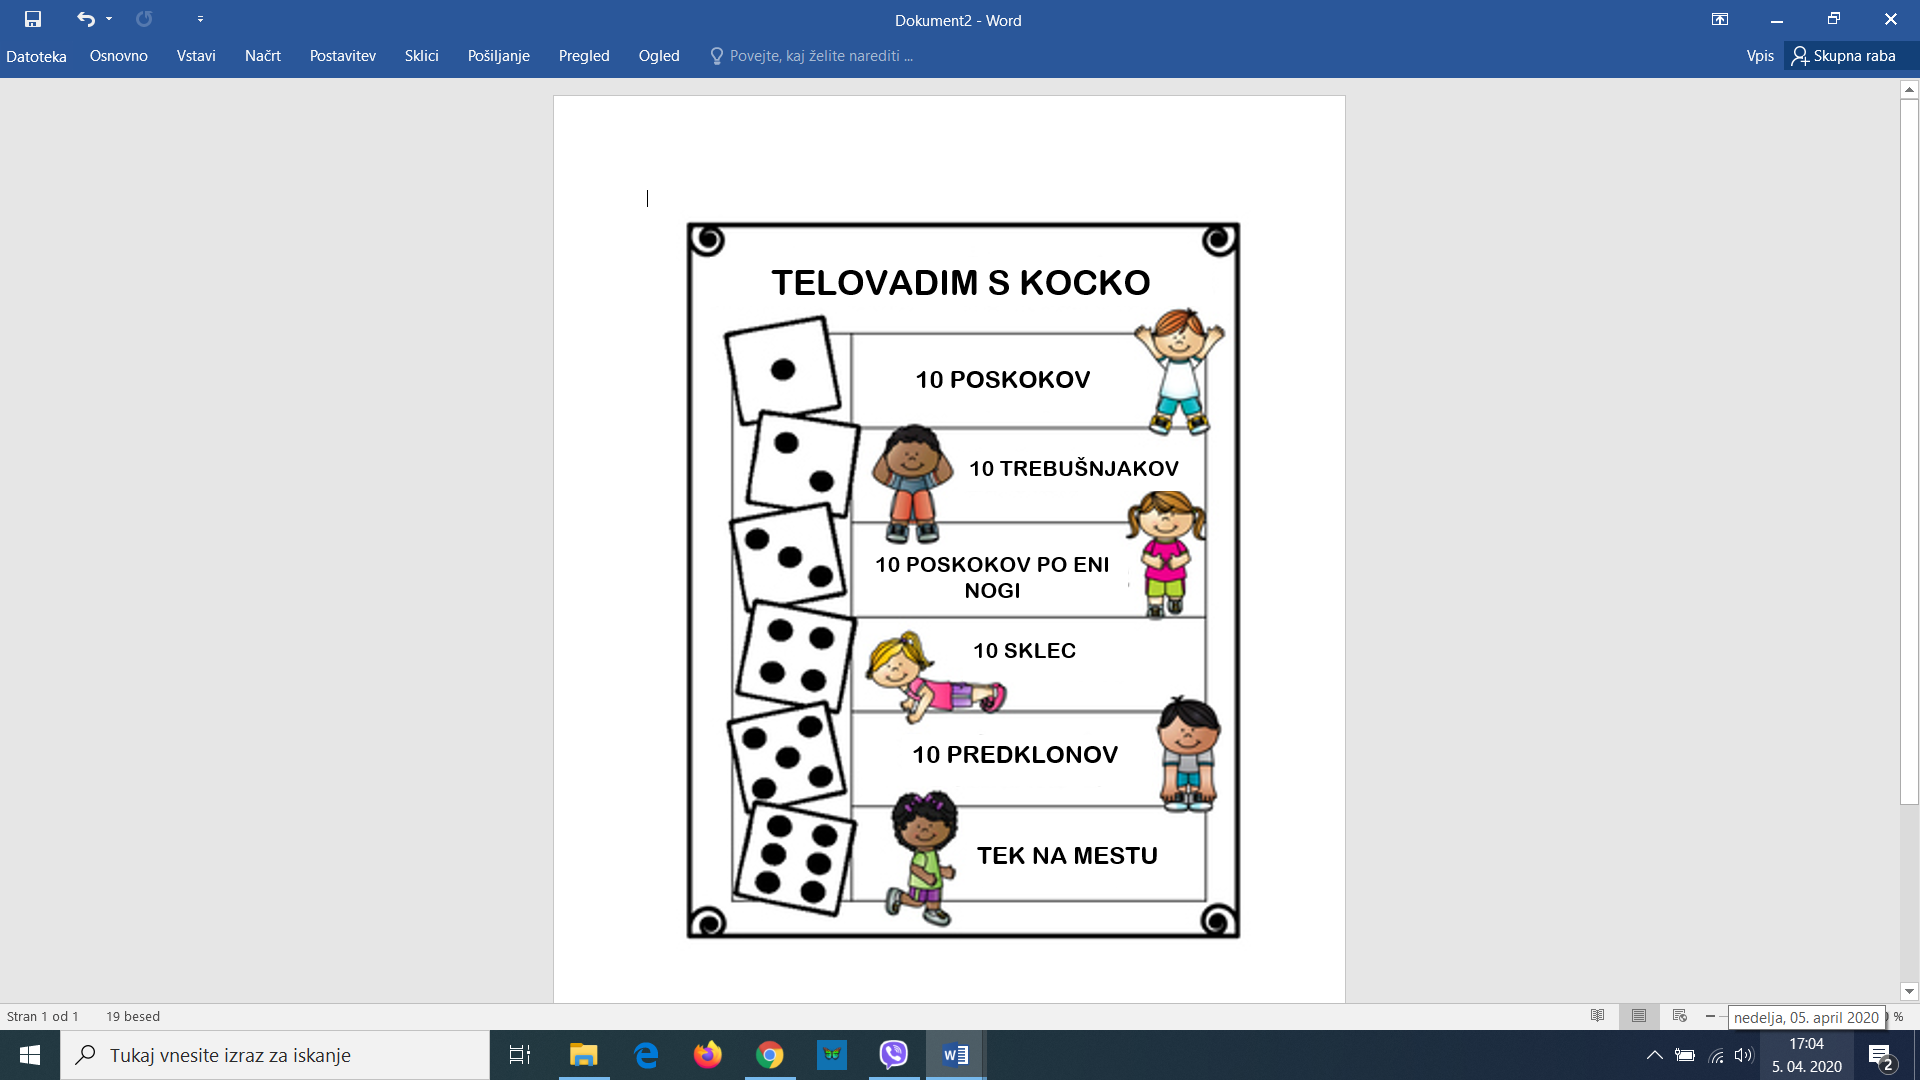 Dokument2 - Word
Datoteka Osnovno Vstavi Načrt Postavitev Sklici Pošiljanje Pregled Ogled Povejte, kaj želite narediti ... Vpis Skupna raba
TELOVADIM S KOCKO
10 POSKOKOV
10 TREBUŠNJAKOV
10 POSKOKOV PO ENI
NOGI
10 SKLEC
10 PREDKLONOV
TEK NA MESTU
Stran 1 od 1 19 besed
nedelja, 05. april 2020 %
Tukaj vnesite izraz za iskanje
17:04
5. 04. 2020
2